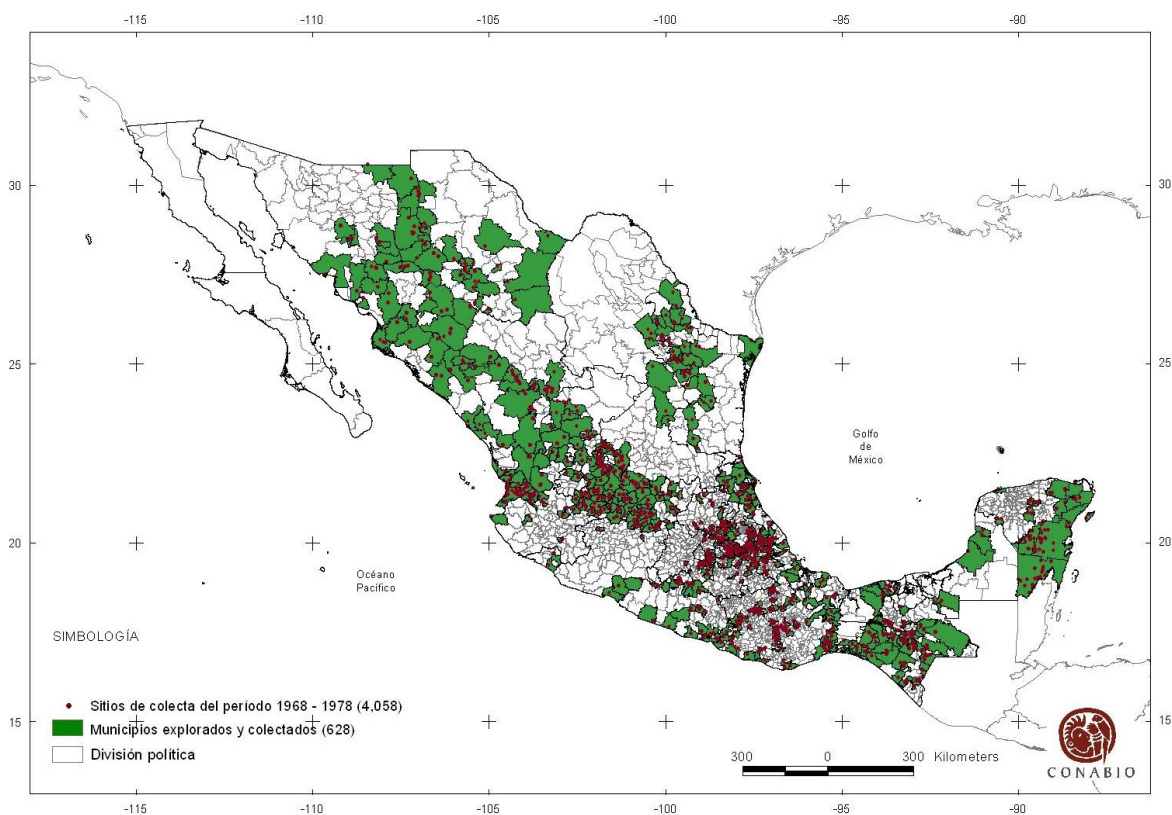 -115 -110 -105 -100 -95 -90
30 30
25 25
Golfo
de
México
20 20
Océano
Pacífico
SIMBOLOGÍA
15 15
Sitios de colecta del periodo 1968 - 1978 (4,058)
Municipios explorados y colectados (628)
División política
300 0 300 Kilometers
CONABIO
-115 -110 -105 -100 -95 -90